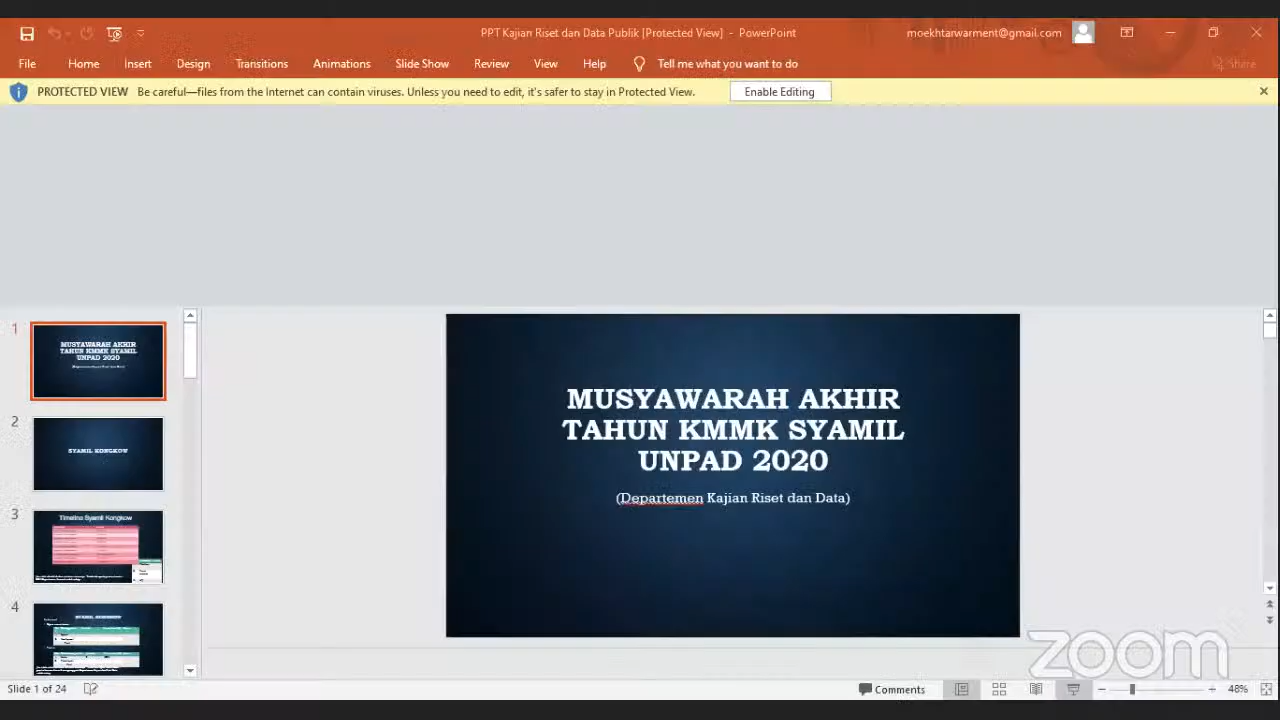 PPT Kajian Riset dan Data Publik [Protected View] - PowerPoint
moekhtarwarment@gmail.com
File Home Insert Design Transitions Animations Slide Show Review View Help Tell me what you want to do Share
PROTECTED VIEW Be careful—files from the Internet can contain viruses. Unless you need to edit, it's safer to stay in Protected View. Enable Editing
1
MUSYAWARAH AKHIR
TAHUN KMMK SYAMIL
UNPAD 2020
2
SYAMIL KONGKOW
3
Timeline Syamil Kongkow
4
MUSYAWARAH AKHIR
TAHUN KMMK SYAMIL
UNPAD 2020
(Departemen Kajian Riset dan Data)
zoom
Slide 1 of 24
Comments
48%